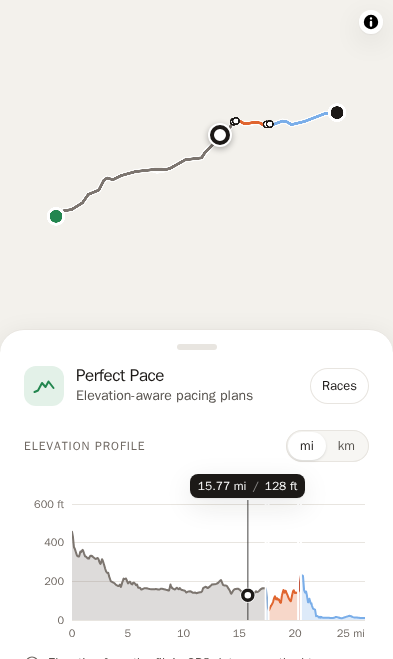 Perfect Pace
Elevation-aware pacing plans
Races
ELEVATION PROFILE
mi
km
15.77 mi / 128 ft
600 ft
400
200
0
0
5
10
15
20
25 mi